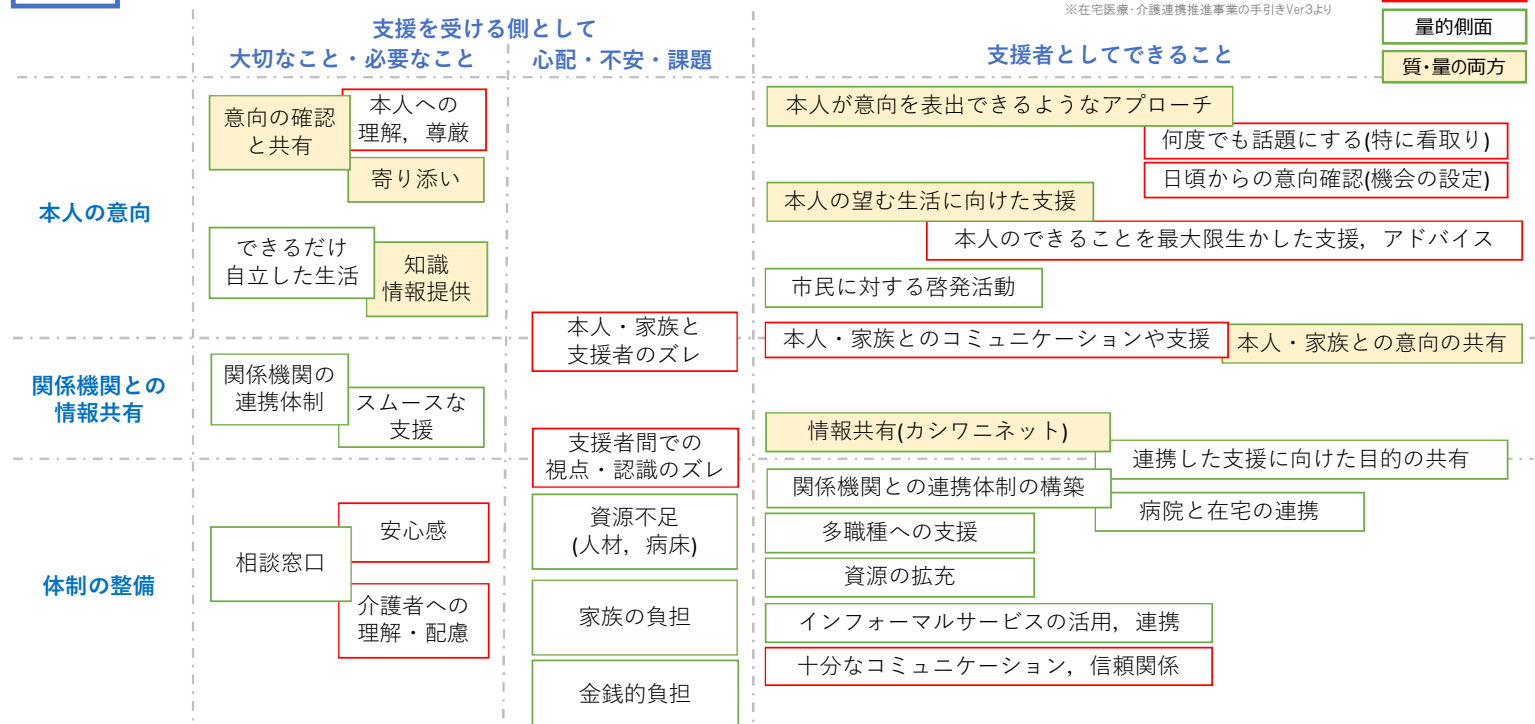 ※在宅医療・介護連携推進事業の手引きVer3より
量的側面
質・量の両方
支援を受ける側として
大切なこと・必要なこと
心配・不安・課題
支援者としてできること
本人の意向
意向の確認
と共有
本人への
理解，尊厳
寄り添い
できるだけ
自立した生活
知識
情報提供
本人が意向を表出できるようなアプローチ
何度でも話題にする(特に看取り)
日頃からの意向確認(機会の設定)
本人の望む生活に向けた支援
本人のできることを最大限生かした支援，アドバイス
市民に対する啓発活動
本人・家族と
支援者のズレ
本人・家族とのコミュニケーションや支援
本人・家族との意向の共有
関係機関との
情報共有
関係機関の
連携体制
スムースな
支援
支援者間での
視点・認識のズレ
情報共有(カシワニネット)
連携した支援に向けた目的の共有
関係機関との連携体制の構築
病院と在宅の連携
体制の整備
安心感
相談窓口
介護者への
理解・配慮
資源不足
(人材，病床)
家族の負担
金銭的負担
多職種への支援
資源の拡充
インフォーマルサービスの活用，連携
十分なコミュニケーション，信頼関係